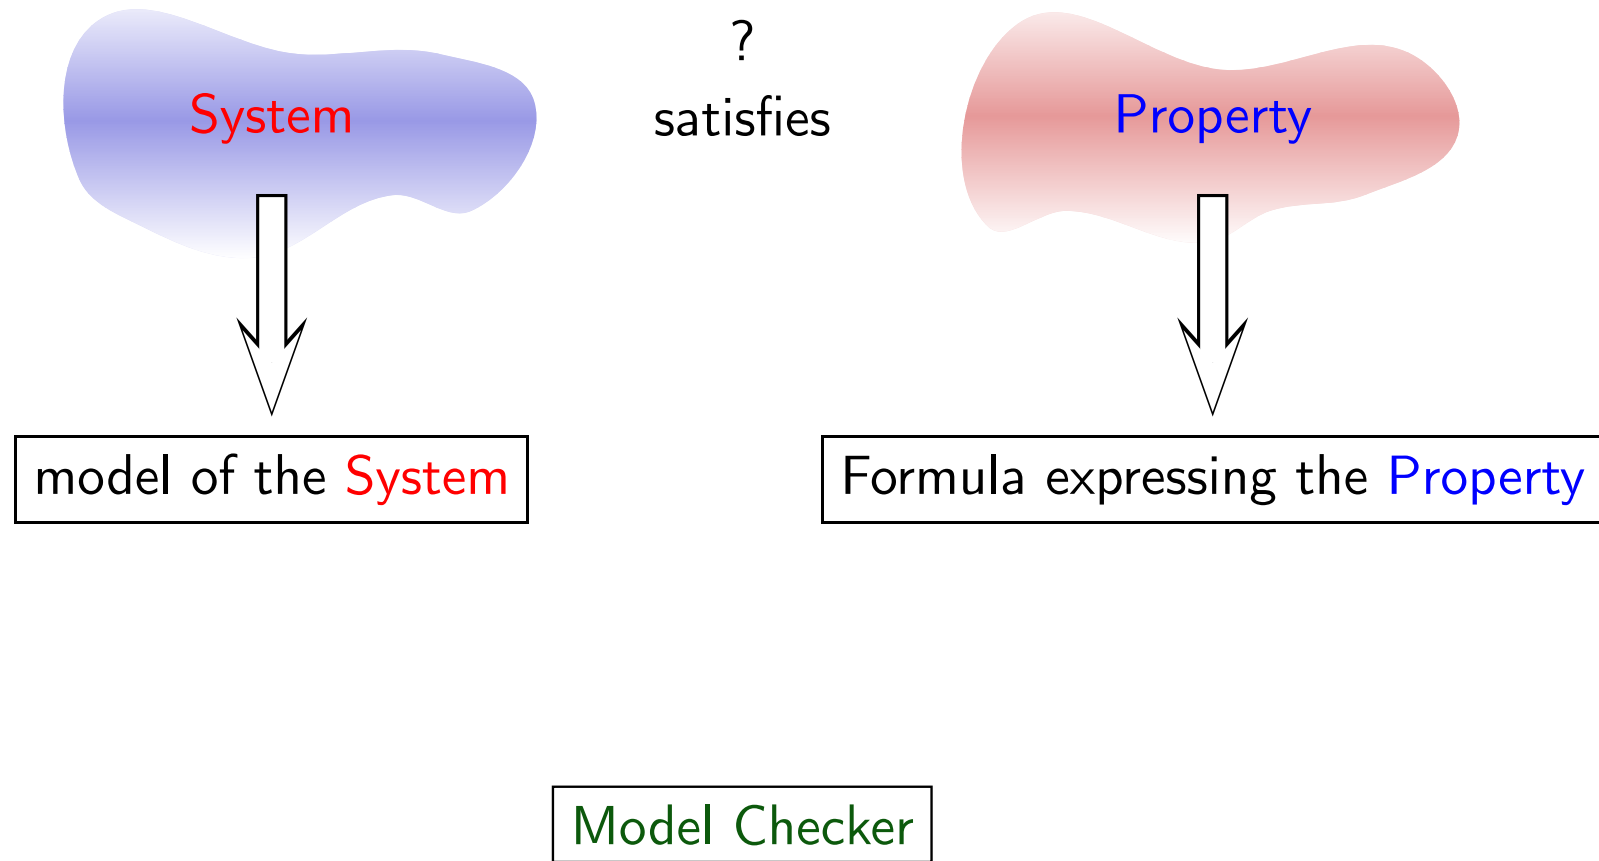 ?
System satisfies Property
model of the System
Formula expressing the Property
Model Checker